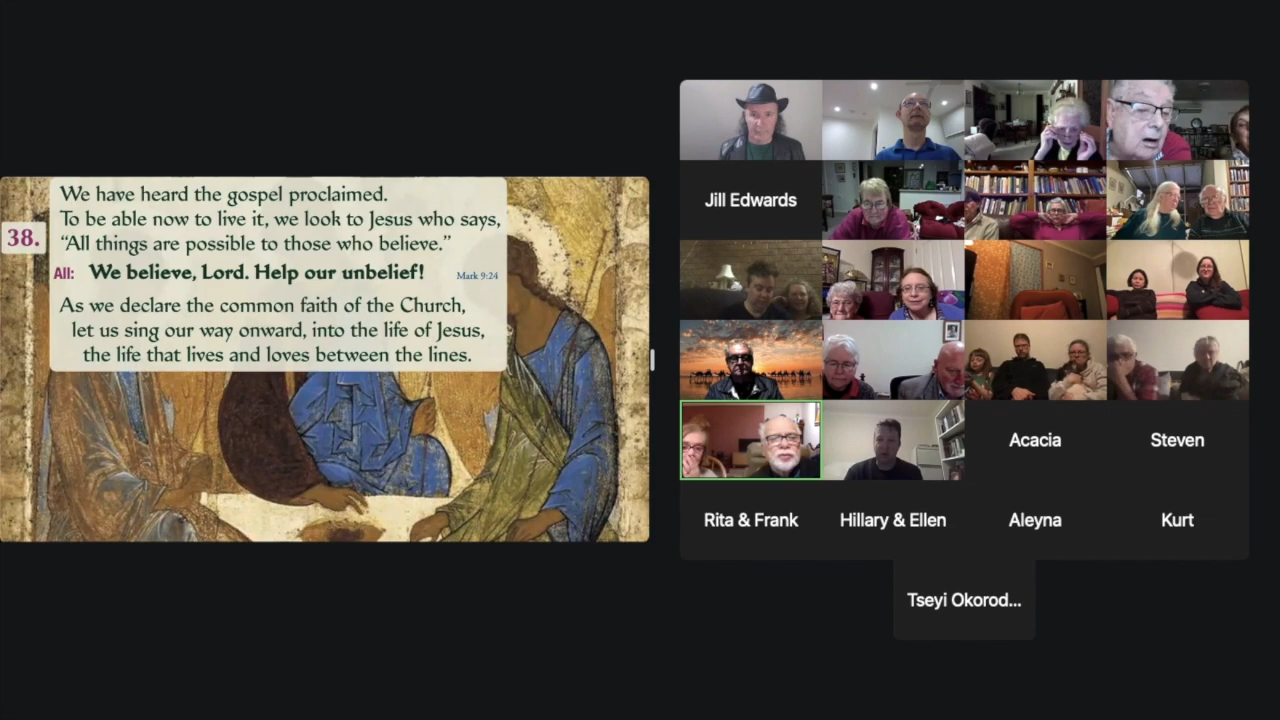 We have heard the gospel proclaimed.
To be able now to live it, we look to Jesus who says,
38.
“All things are possible to those who believe.”
All: We believe, Lord. Help our unbelief! Mark 9:24
As we declare the common faith of the Church,
let us sing our way onward, into the life of Jesus,
the life that lives and loves between the lines.
Jill Edwards
Acacia
Steven
Rita & Frank
Hillary & Ellen
Aleyna
Kurt
Tseyi Okorod...